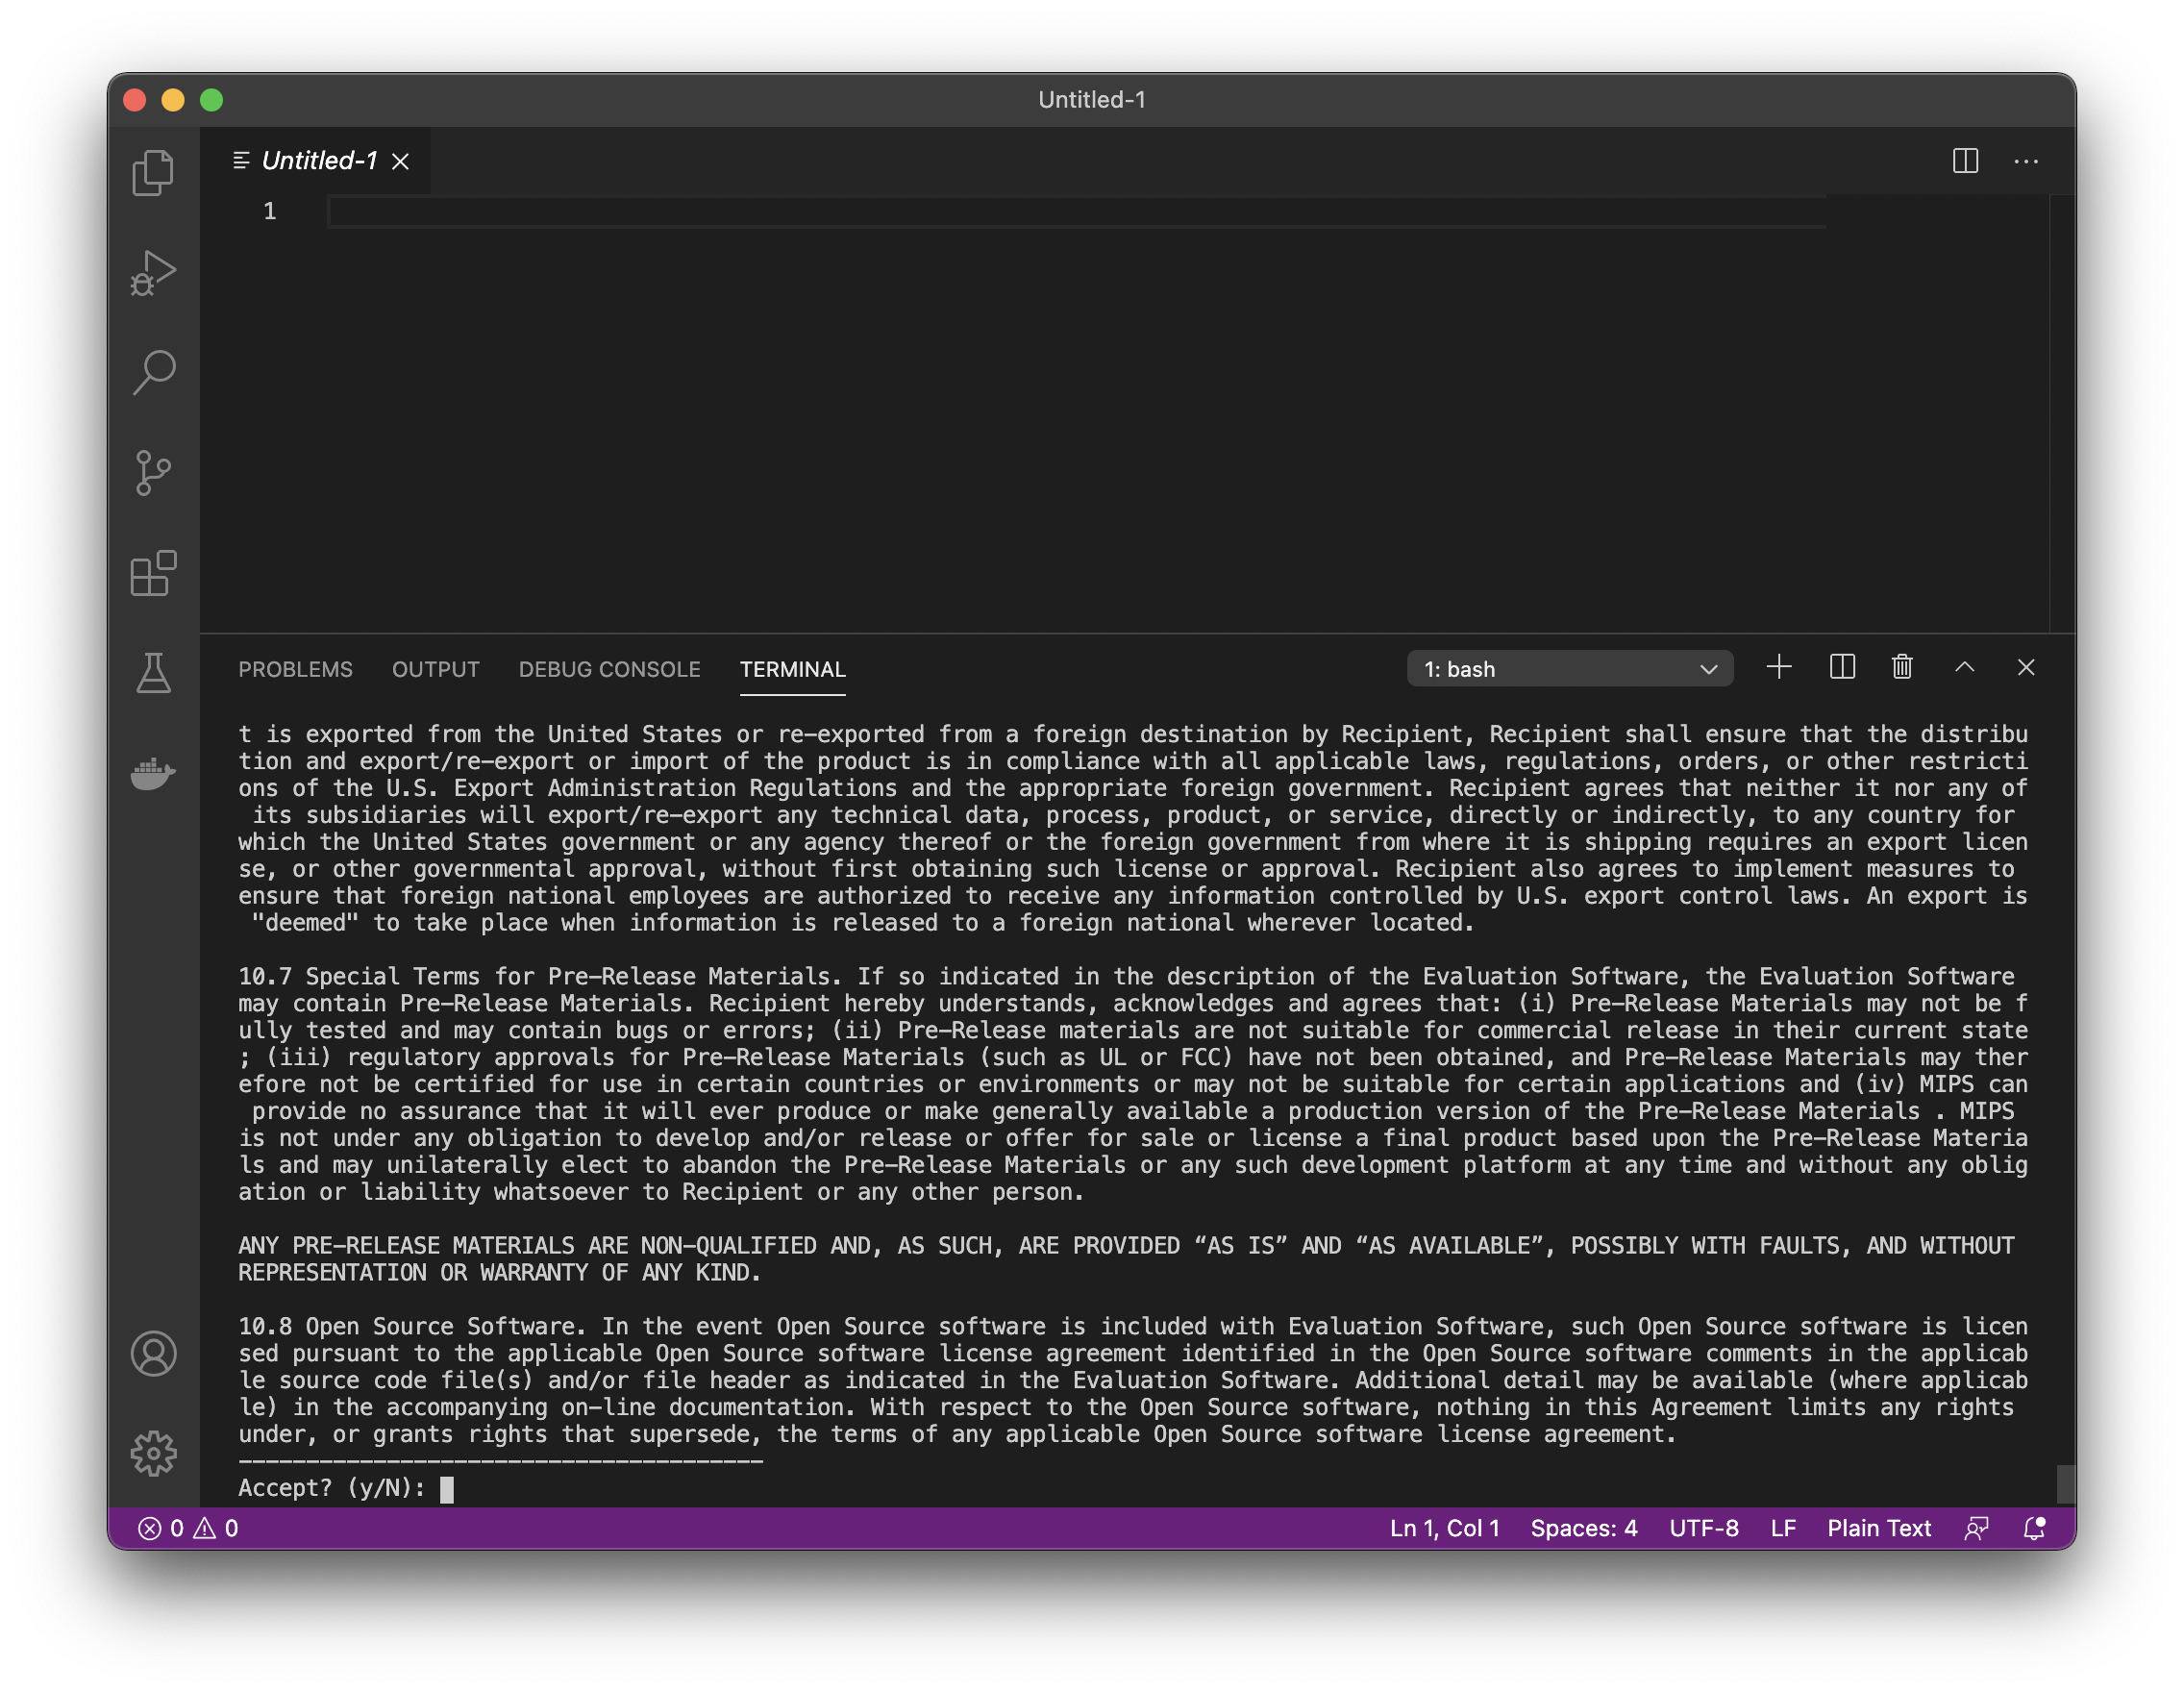 Untitled-1
Untitled-1
1
PROBLEMS OUTPUT DEBUG CONSOLE TERMINAL 1: bash
t is exported from the United States or re-exported from a foreign destination by Recipient, Recipient shall ensure that the distribu
tion and export/re-export or import of the product is in compliance with all applicable laws, regulations, orders, or other restricti
ons of the U.S. Export Administration Regulations and the appropriate foreign government. Recipient agrees that neither it nor any of
its subsidiaries will export/re-export any technical data, process, product, or service, directly or indirectly, to any country for
which the United States government or any agency thereof or the foreign government from where it is shipping requires an export licen
se, or other governmental approval, without first obtaining such license or approval. Recipient also agrees to implement measures to
ensure that foreign national employees are authorized to receive any information controlled by U.S. export control laws. An export is
"deemed" to take place when information is released to a foreign national wherever located.
10.7 Special Terms for Pre-Release Materials. If so indicated in the description of the Evaluation Software, the Evaluation Software
may contain Pre-Release Materials. Recipient hereby understands, acknowledges and agrees that: (i) Pre-Release Materials may not be f
ully tested and may contain bugs or errors; (ii) Pre-Release materials are not suitable for commercial release in their current state
; (iii) regulatory approvals for Pre-Release Materials (such as UL or FCC) have not been obtained, and Pre-Release Materials may ther
efore not be certified for use in certain countries or environments or may not be suitable for certain applications and (iv) MIPS can
provide no assurance that it will ever produce or make generally available a production version of the Pre-Release Materials . MIPS
is not under any obligation to develop and/or release or offer for sale or license a final product based upon the Pre-Release Materia
ls and may unilaterally elect to abandon the Pre-Release Materials or any such development platform at any time and without any oblig
ation or liability whatsoever to Recipient or any other person.
ANY PRE-RELEASE MATERIALS ARE NON-QUALIFIED AND, AS SUCH, ARE PROVIDED “AS IS” AND “AS AVAILABLE”, POSSIBLY WITH FAULTS, AND WITHOUT
REPRESENTATION OR WARRANTY OF ANY KIND.
10.8 Open Source Software. In the event Open Source software is included with Evaluation Software, such Open Source software is licen
sed pursuant to the applicable Open Source software license agreement identified in the Open Source software comments in the applicab
le source code file(s) and/or file header as indicated in the Evaluation Software. Additional detail may be available (where applicab
le) in the accompanying on-line documentation. With respect to the Open Source software, nothing in this Agreement limits any rights
under, or grants rights that supersede, the terms of any applicable Open Source software license agreement.
---------------------------------------
Accept? (y/N):
0 0 Ln 1, Col 1 Spaces: 4 UTF-8 LF Plain Text